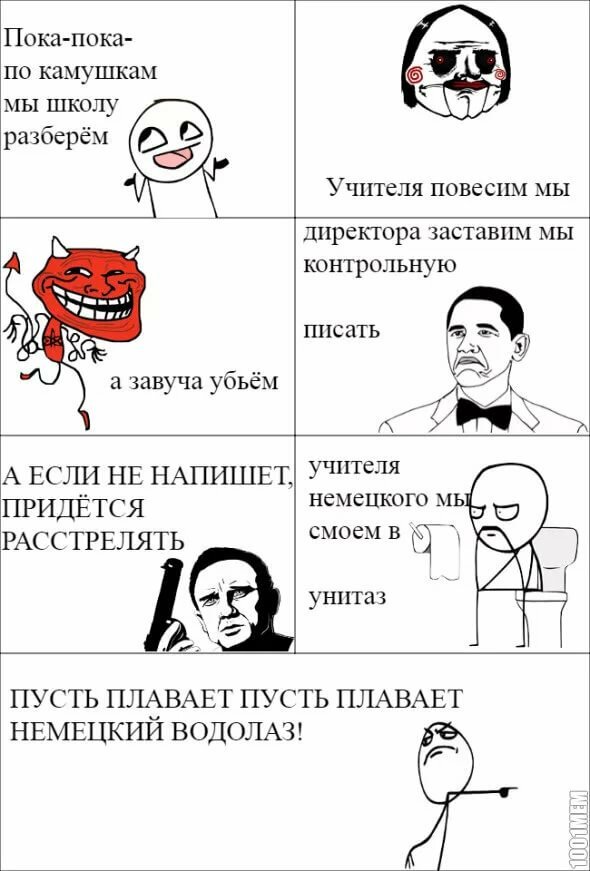 Пока-пока-
по камушкам
мы школу
разберём
Учителя повесим мы
а завуча убьём
директора заставим мы
контрольную
писать
А ЕСЛИ НЕ НАПИШЕТ,
ПРИДЁТСЯ
РАССТРЕЛЯТЬ
учителя
немецкого мы
смоем в
унитаз
ПУСТЬ ПЛАВАЕТ ПУСТЬ ПЛАВАЕТ
НЕМЕЦКИЙ ВОДОЛАЗ!
1001МЕМ